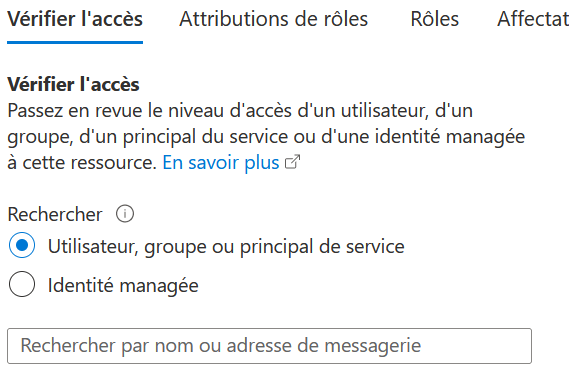 Vérifier l'accès Attributions de rôles Rôles Affectat
Vérifier l'accès
Passez en revue le niveau d'accès d'un utilisateur, d'un
groupe, d'un principal du service ou d'une identité managée
à cette ressource. En savoir plus
Rechercher
Utilisateur, groupe ou principal de service
Identité managée
Rechercher par nom ou adresse de messagerie